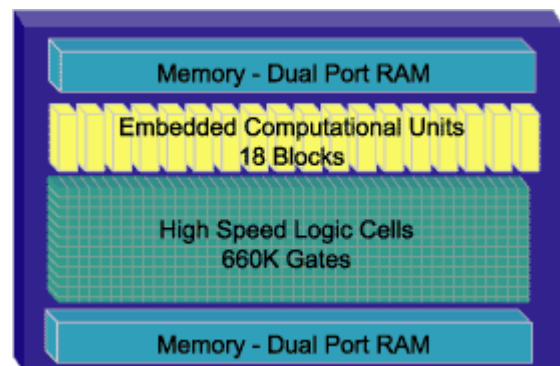 Memory - Dual Port RAM
Embedded Computational Units
18 Blocks
High Speed Logic Cells
660K Gates
Memory - Dual Port RAM